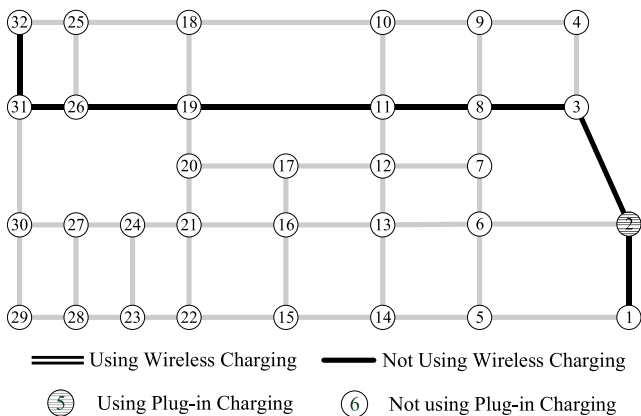 32 25 18 10 9 4
31 26 19 11 8 3
20 17 12 7
30 27 24 21 16 13 6 2
29 28 23 22 15 14 5 1
Using Wireless Charging Not Using Wireless Charging
5 Using Plug-in Charging 6 Not using Plug-in Charging